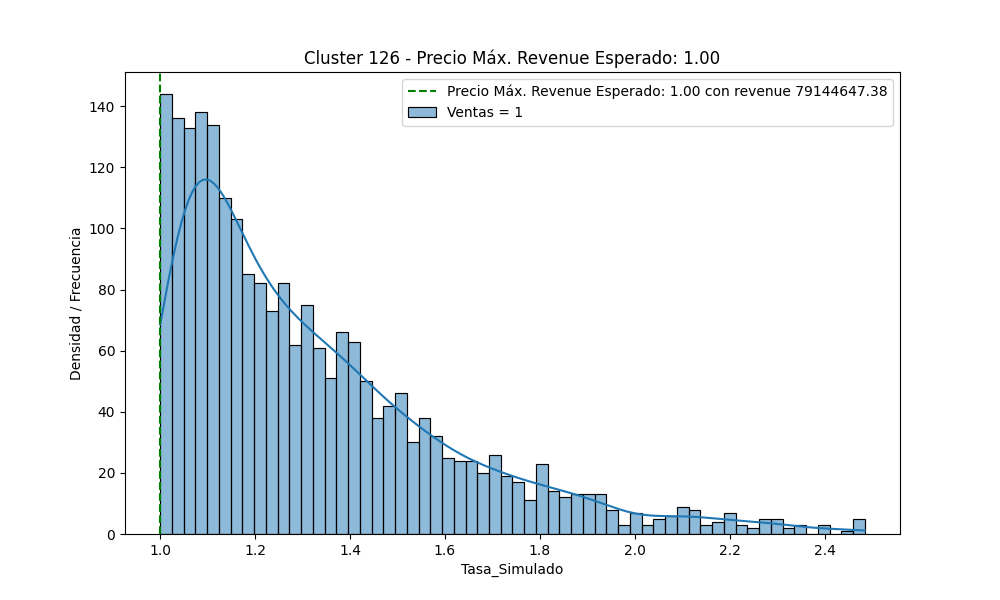 Cluster 126 - Precio Máx. Revenue Esperado: 1.00
Precio Máx. Revenue Esperado: 1.00 con revenue 79144647.38
Ventas = 1
Densidad / Frecuencia
140
120
100
80
60
40
20
0
1.0 1.2 1.4 1.6 1.8 2.0 2.2 2.4
Tasa_Simulado